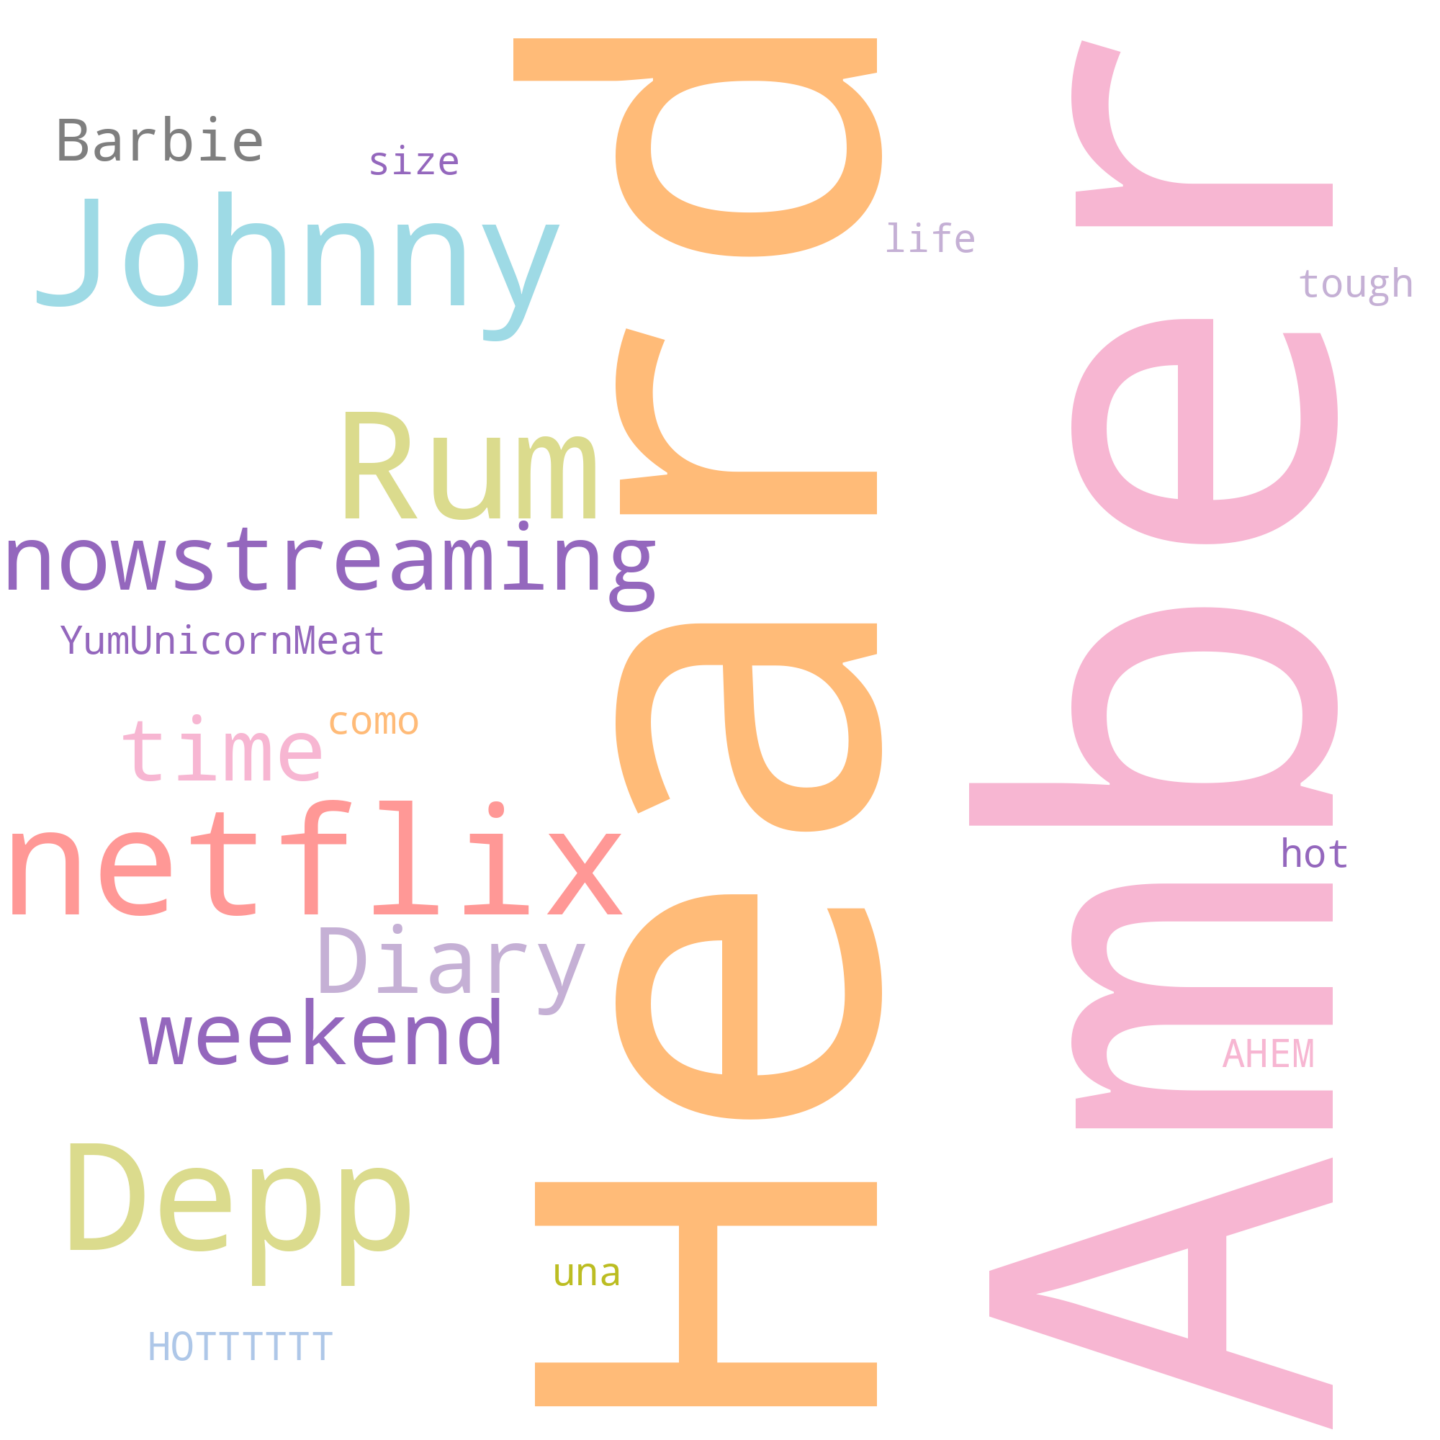 Barbie
size
Johnny
life
tough
Rum
nowstreaming
YumUnicornMeat
como
time
netflix
hot
Diary
weekend
AHEM
Depp
una
HOTTTTTT
Heard
Amber